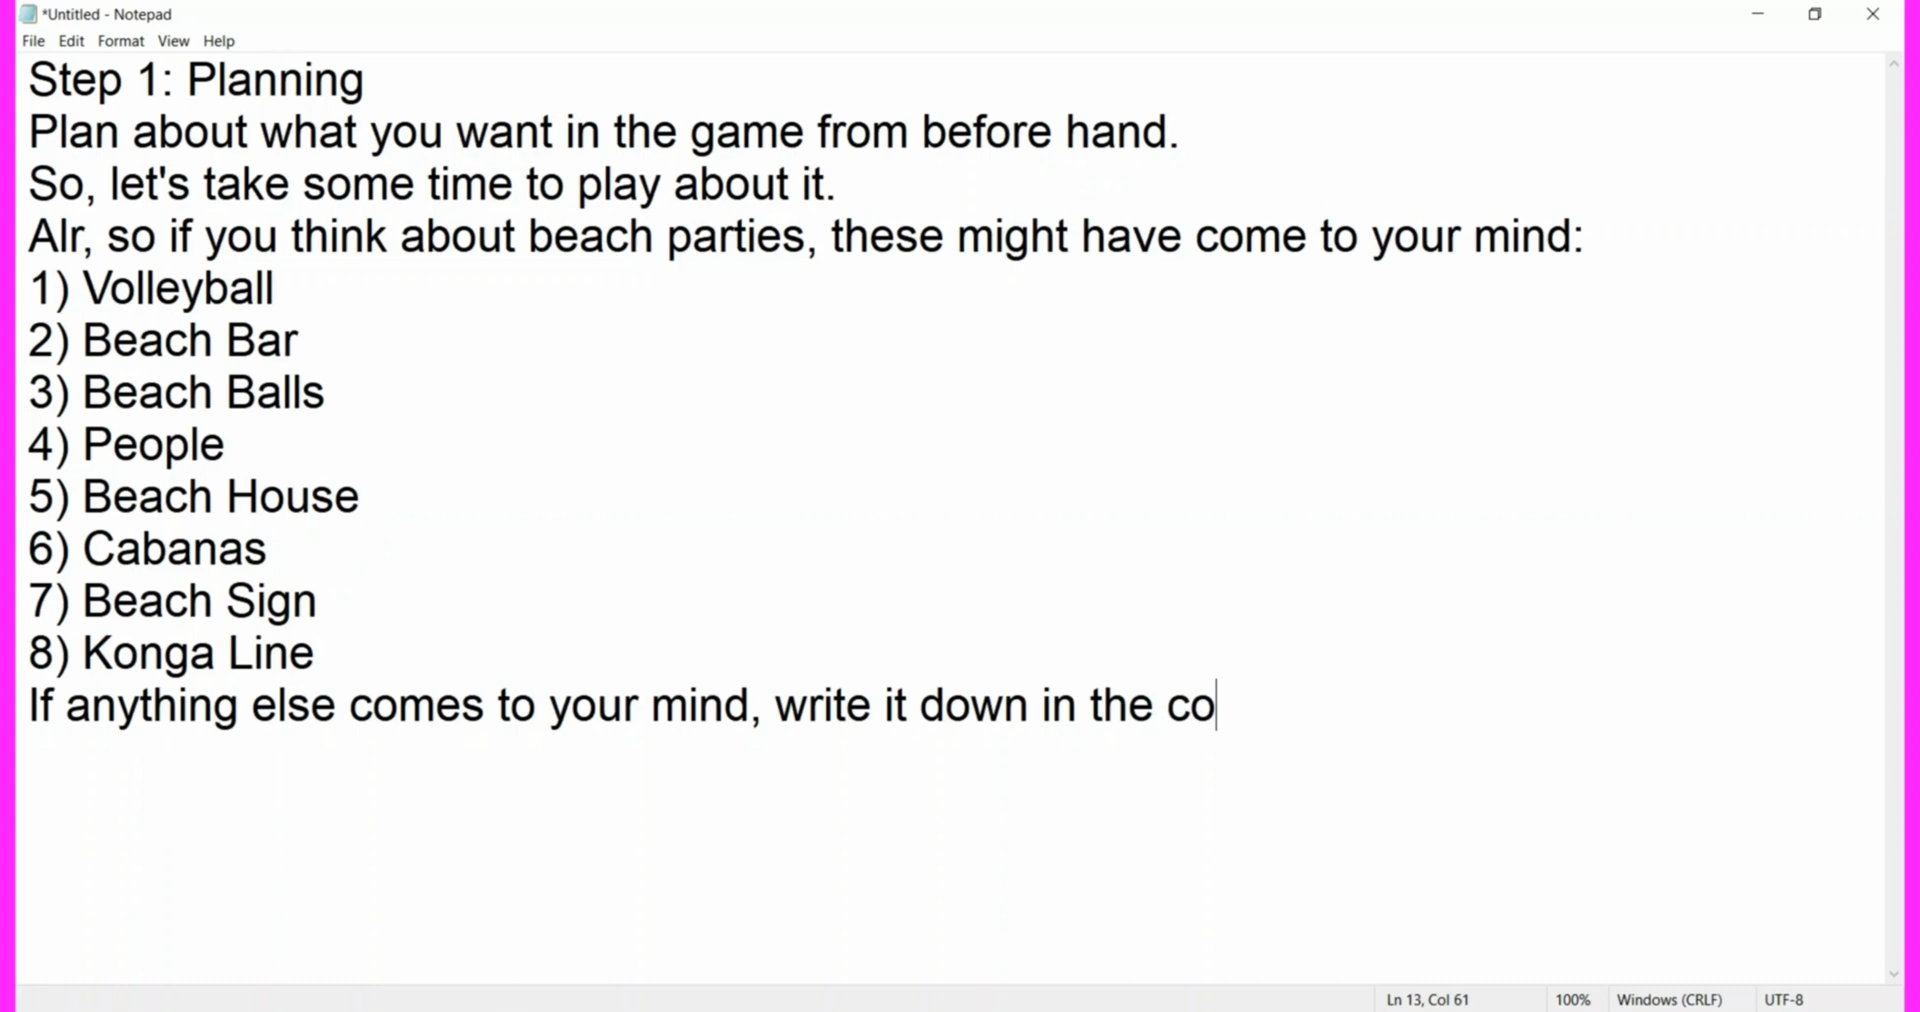 *Untitled - Notepad
File Edit Format View Help
Step 1: Planning
Plan about what you want in the game from before hand.
So, let's take some time to play about it.
Alr, so if you think about beach parties, these might have come to your mind:
1) Volleyball
2) Beach Bar
3) Beach Balls
4) People
5) Beach House
6) Cabanas
7) Beach Sign
8) Konga Line
If anything else comes to your mind, write it down in the co
Ln 13, Col 61 100% Windows (CRLF) UTF-8